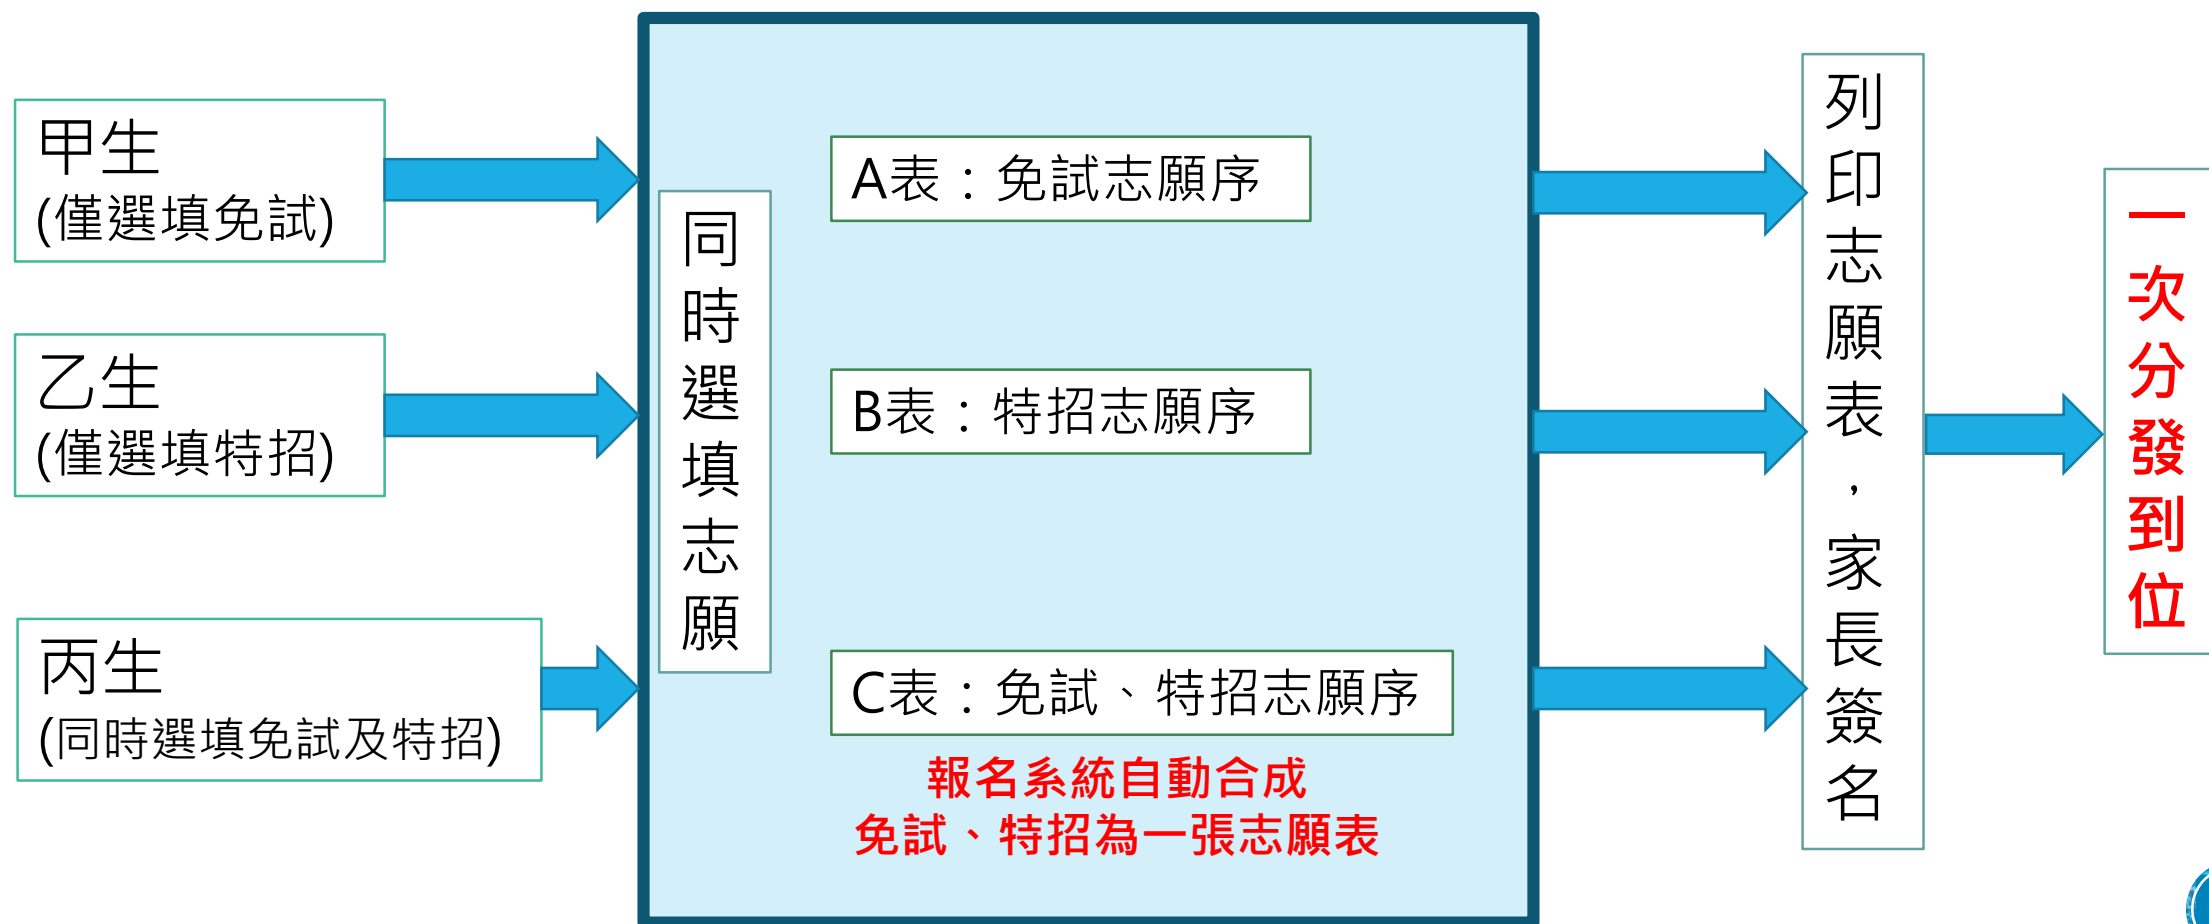 甲生
(僅選填免試)
乙生
(僅選填特招)
丙生
(同時選填免試及特招)
同時選填志願
A表：免試志願序
B表：特招志願序
C表：免試、特招志願序
報名系統自動合成
免試、特招為一張志願表
列印志願表，家長簽名
一次分發到位